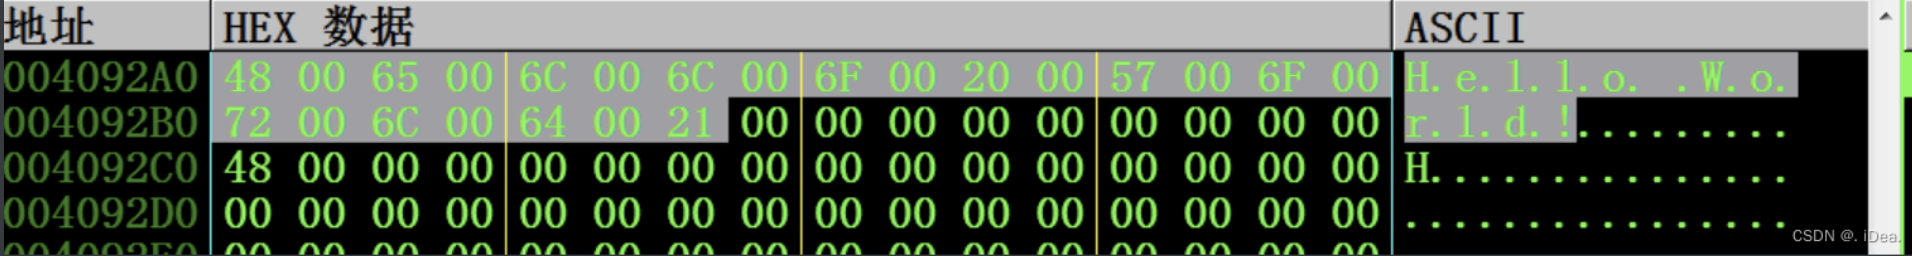 地址 HEX 数据 ASCII
004092A0 48 00 65 00 6C 00 6C 00 6F 00 20 00 57 00 6F 00 H.e.l.l.o. .W.o.
004092B0 72 00 6C 00 64 00 21 00 00 00 00 00 00 00 00 00 r.l.d.!.........
004092C0 48 00 00 00 00 00 00 00 00 00 00 00 00 00 00 00 H...............
004092D0 00 00 00 00 00 00 00 00 00 00 00 00 00 00 00 00 ................
CSDN @. iDea.